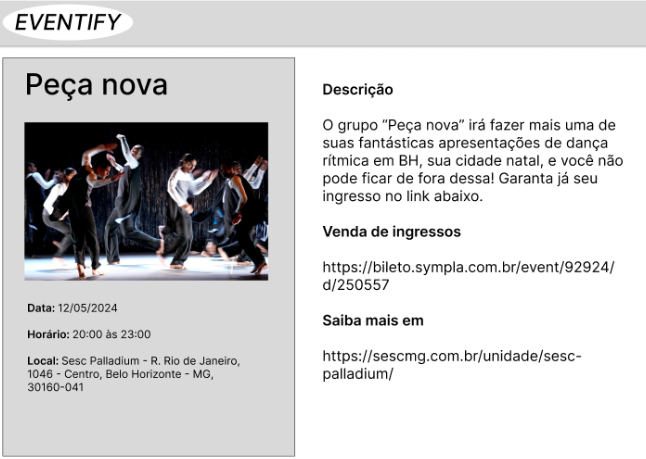 EVENTIFY
Peça nova
Data: 12/05/2024
Horário: 20:00 às 23:00
Local: Sesc Palladium - R. Rio de Janeiro,
1046 - Centro, Belo Horizonte - MG,
30160-041
Descrição
O grupo “Peça nova” irá fazer mais uma de
suas fantásticas apresentações de dança
rítmica em BH, sua cidade natal, e você não
pode ficar de fora dessa! Garanta já seu
ingresso no link abaixo.
Venda de ingressos
https://bileto.sympla.com.br/event/92924/
d/250557
Saiba mais em
https://sescmg.com.br/unidade/sesc-
palladium/